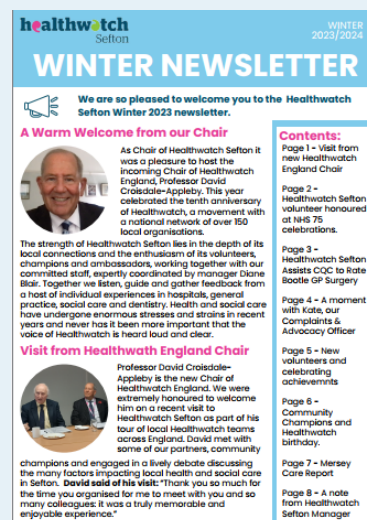 healthwatch
Sefton
WINTER
2023/2024
WINTER NEWSLETTER
We are so pleased to welcome you to the Healthwatch
Sefton Winter 2023 newsletter.
A Warm Welcome from our Chair
As Chair of Healthwatch Sefton it
was a pleasure to host the
incoming Chair of Healthwatch
England, Professor David
Croisdale-Appleby. This year
celebrated the tenth anniversary
of Healthwatch, a movement with
a national network of over 150
local organisations.
The strength of Healthwatch Sefton lies in the depth of its
local connections and the enthusiasm of its volunteers,
champions and ambassadors, working together with our
committed staff, expertly coordinated by manager Diane
Blair. Together we listen, guide and gather feedback from
a host of individual experiences in hospitals, general
practice, social care and dentistry. Health and social care
have undergone enormous stresses and strains in recent
years and never has it been more important that the
voice of Healthwatch is heard loud and clear.
Visit from Healthwath England Chair
Professor David Croisdale-
Appleby is the new Chair of
Healthwatch England. We were
extremely honoured to welcome
him on a recent visit to
Healthwatch Sefton as part of his
tour of local Healthwatch teams
across England. David met with
some of our partners, community
champions and engaged in a lively debate discussing
the many factors impacting local health and social care
in Sefton. David said of his visit: "Thank you so much for
the time you organised for me to meet with you and so
many colleagues: it was a truly memorable and
enjoyable experience."
Contents:
Page 1 - Visit from
new Healthwatch
England Chair
Page 2 -
Healthwatch Sefton
volunteer honoured
at NHS 75
celebrations.
Page 3 -
Healthwatch Sefton
Assists CQC to Rate
Bootle GP Surgery
Page 4 - A moment
with Kate, our
Complaints &
Advocacy Officer
Page 5 - New
volunteers and
celebrating
achievemnts
Page 6 -
Community
Champions and
Healthwatch
birthday.
Page 7 - Mersey
Care Report
Page 8 - A note
from Healthwatch
Sefton Manager